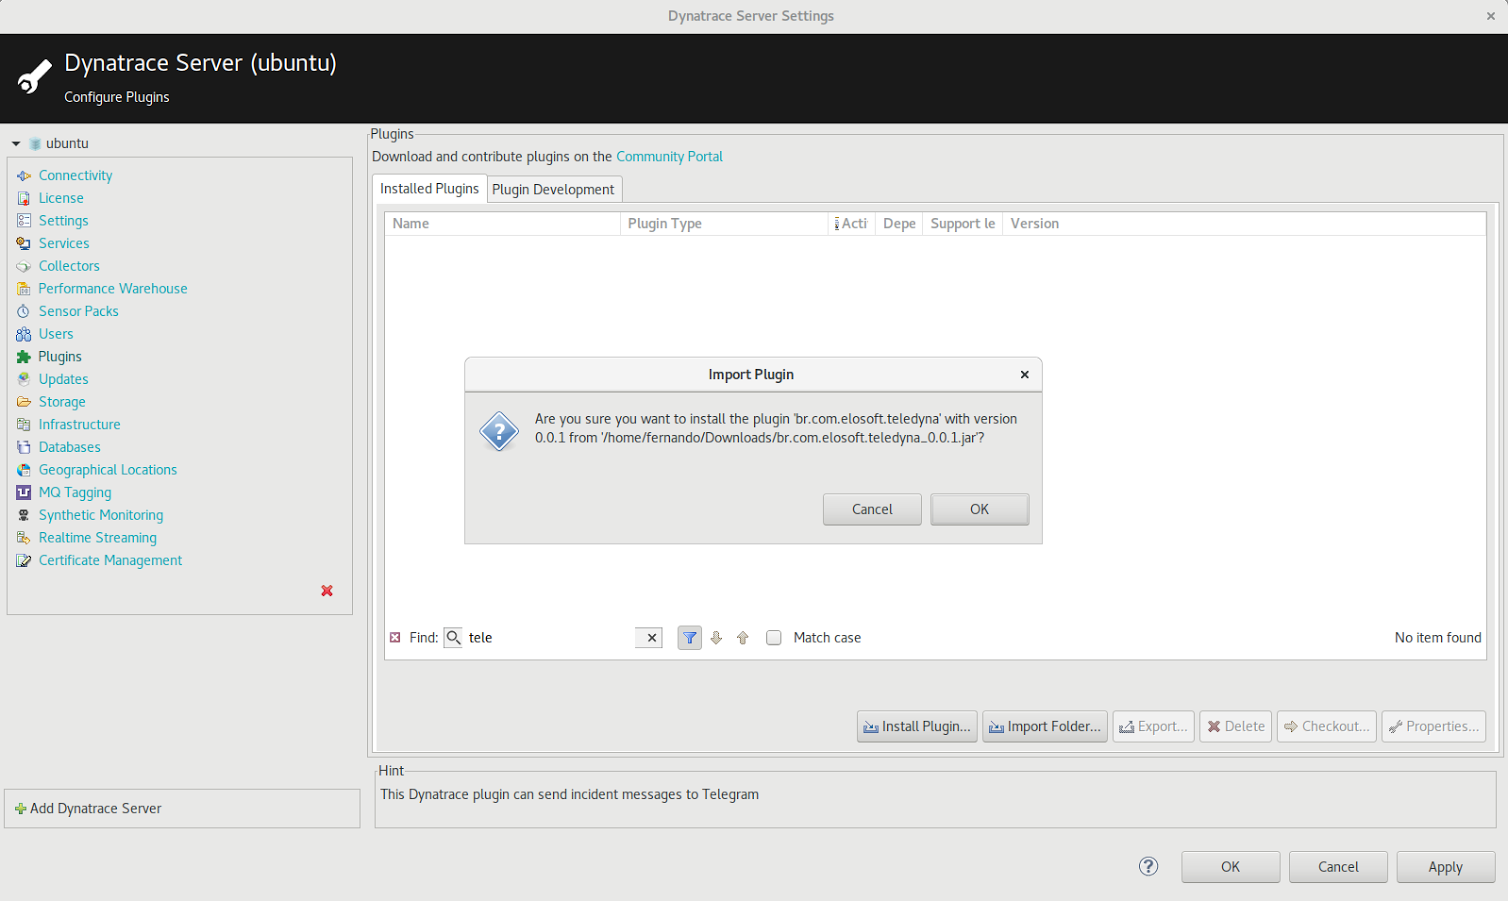 Dynatrace Server Settings
Dynatrace Server (ubuntu)
Configure Plugins
ubuntu
Connectivity
License
Settings
Services
Collectors
Performance Warehouse
Sensor Packs
Users
Plugins
Updates
Storage
Infrastructure
Databases
Geographical Locations
MQ Tagging
Synthetic Monitoring
Realtime Streaming
Certificate Management
Add Dynatrace Server
Plugins
Download and contribute plugins on the Community Portal
Installed Plugins Plugin Development
Name Plugin Type Acti Depe Support le Version
Import Plugin
Are you sure you want to install the plugin 'br.com.elosoft.teledyna' with version
0.0.1 from '/home/fernando/Downloads/br.com.elosoft.teledyna_0.0.1.jar'?
Cancel OK
Find: tele Match case No item found
Install Plugin... Import Folder... Export... Delete Checkout... Properties...
Hint
This Dynatrace plugin can send incident messages to Telegram
OK Cancel Apply